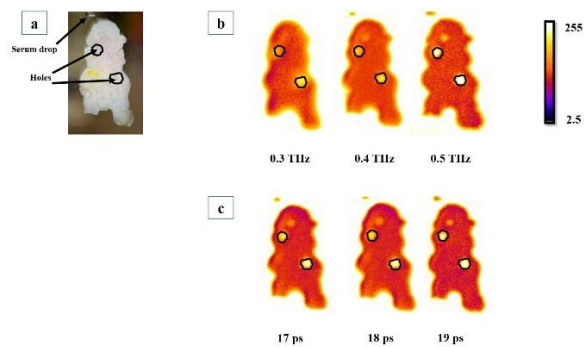 a
Serum drop
Holes
b
255
2.5
0.3 THz
0.4 THz
0.5 THz
c
17 ps
18 ps
19 ps